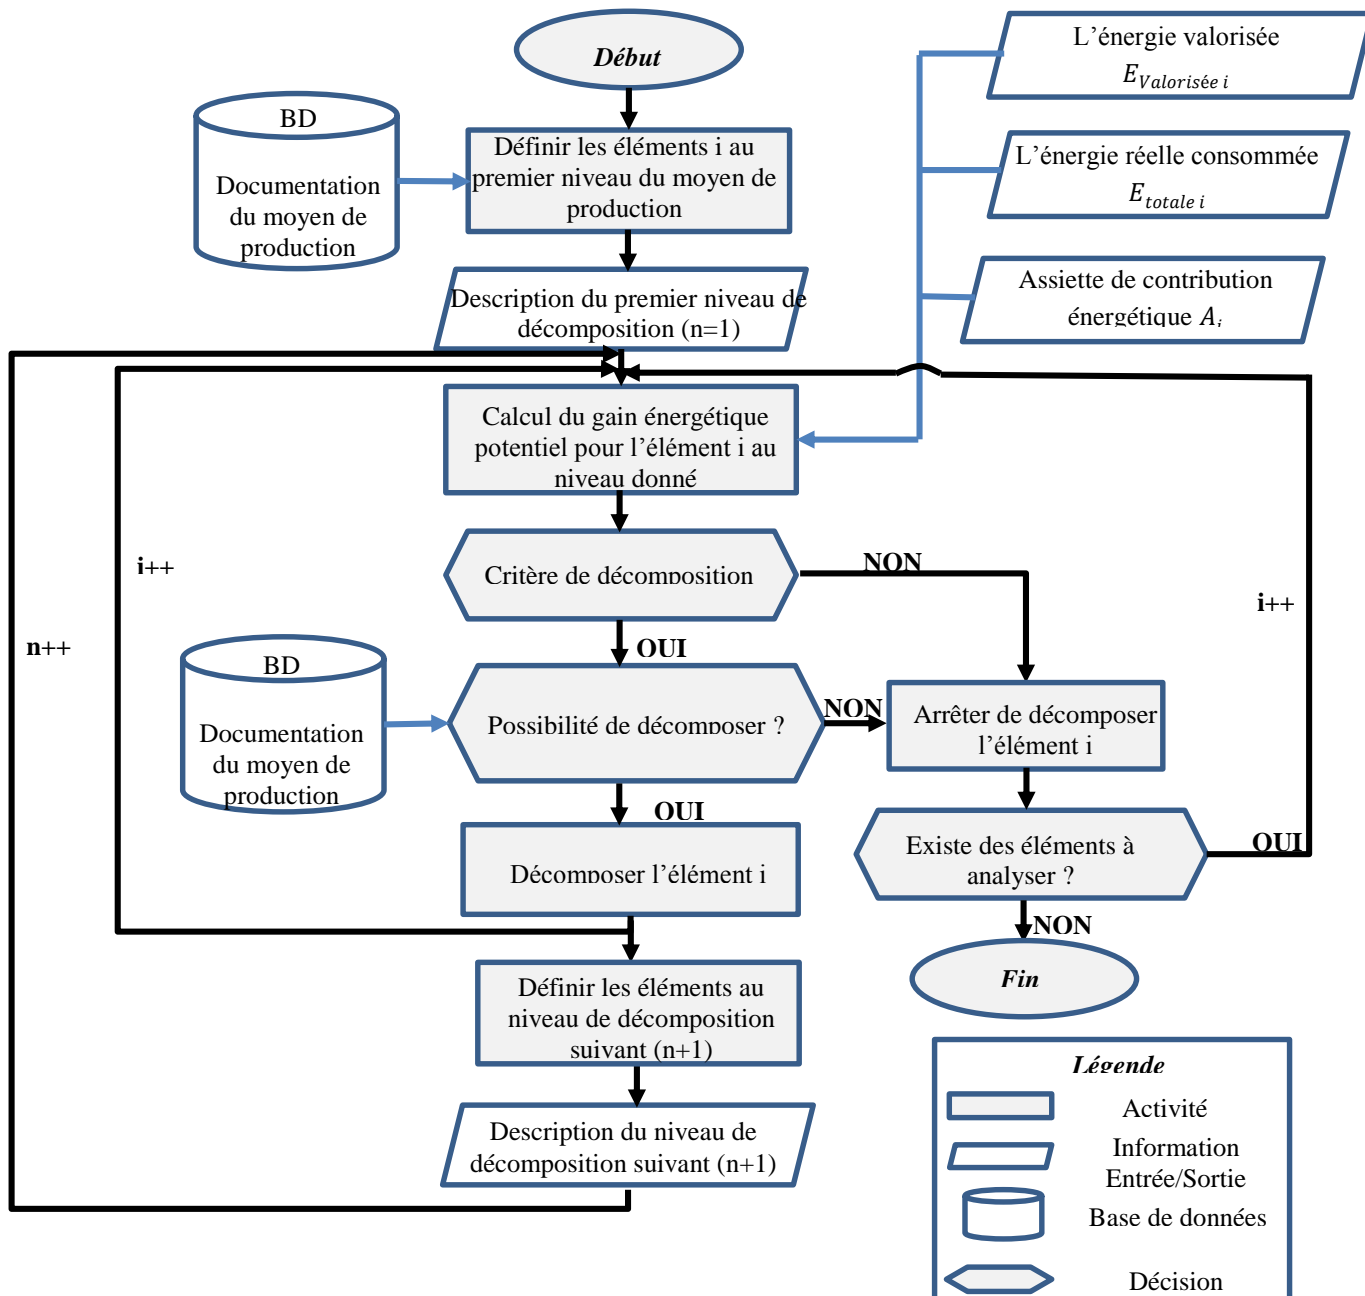 Début
L’énergie valorisée
E_Valorisée i
BD
Documentation
du moyen de
production
Définir les éléments i au
premier niveau du moyen de
production
L’énergie réelle consommée
E_totale i
Description du premier niveau de
décomposition (n=1)
Assiette de contribution
énergétique A_i
Calcul du gain énergétique
potentiel pour l’élément i au
niveau donné
i++
Critère de décomposition
NON
i++
n++
OUI
BD
Documentation
du moyen de
production
Possibilité de décomposer ?
NON
Arrêter de décomposer
l’élément i
OUI
Décomposer l’élément i
Existe des éléments à
analyser ?
OUI
NON
Définir les éléments au
niveau de décomposition
suivant (n+1)
Fin
Description du niveau de
décomposition suivant (n+1)
Légende
Activité
Information
Entrée/Sortie
Base de données
Décision